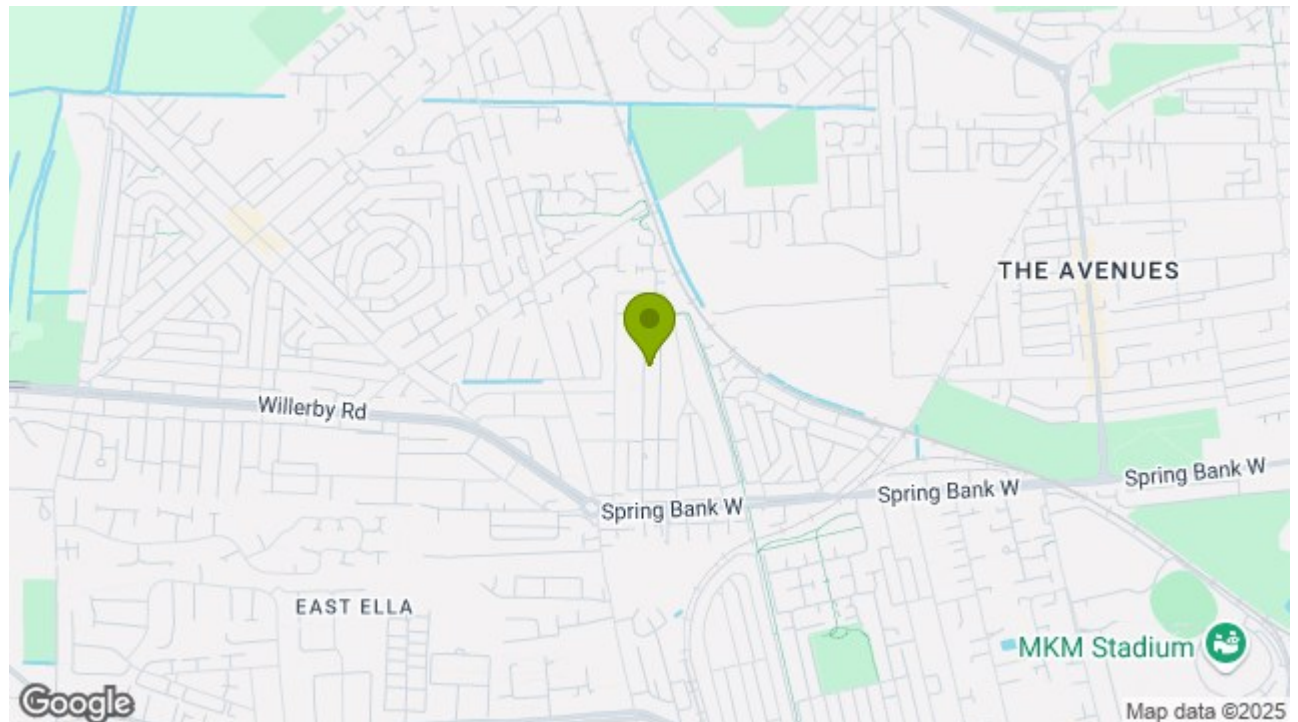 THE AVENUES
Willerby Rd
Spring Bank W
Spring Bank W
Spring Bank W
EAST ELLA
MKM Stadium
Google
Map data ©2025